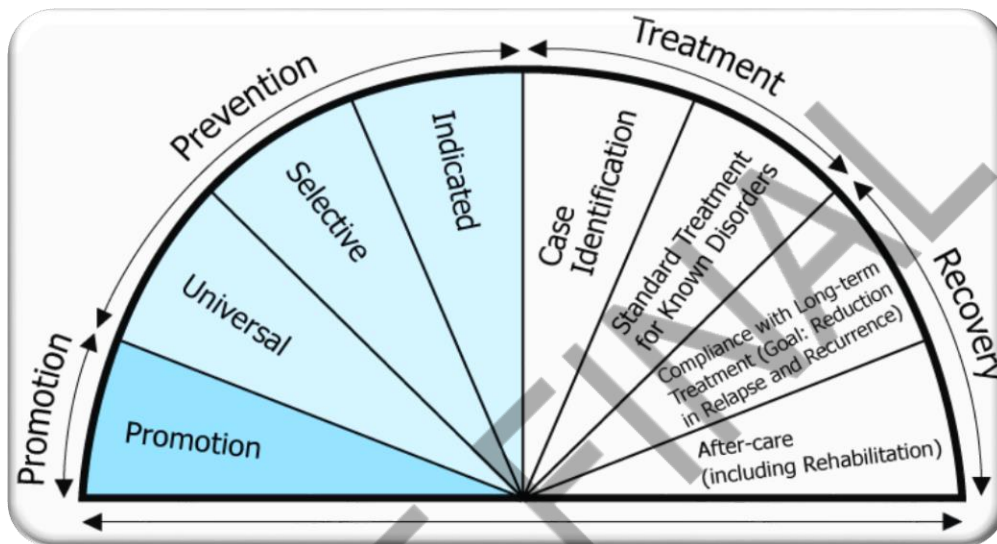 Prevention
Treatment
Promotion
Recovery
Promotion
Universal
Selective
Indicated
Case
Identification
Standard Treatment
for Known Disorders
Compliance with Long-term
Treatment (Goal: Reduction
in Relapse and Recurrence)
After-care
(including Rehabilitation)
FINAL